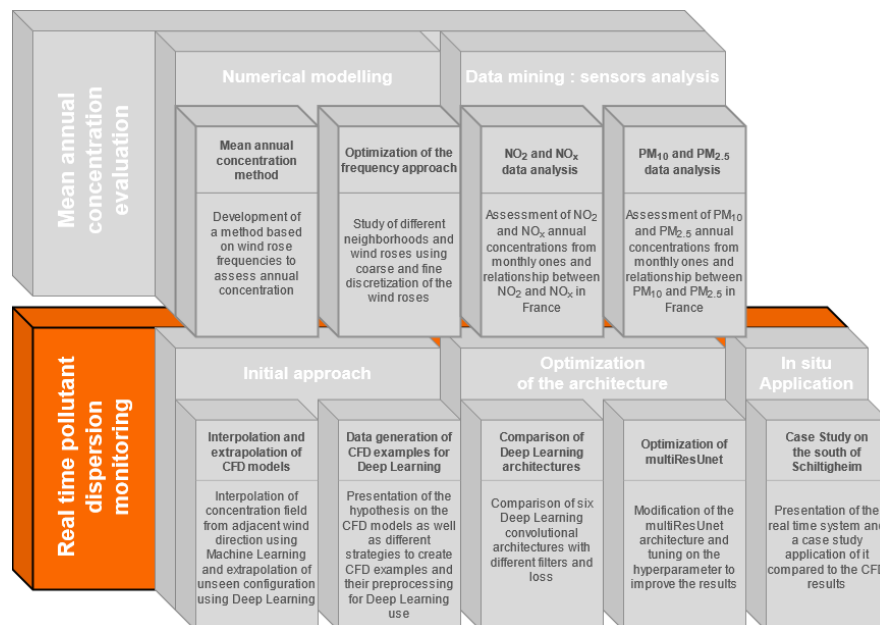 Mean annual
concentration
evaluation
Numerical modelling
Data mining : sensors analysis
Mean annual
concentration
method
Development of
a method based
on wind rose
frequencies to
assess annual
concentration
Optimization of the
frequency approach
Study of different
neighborhoods and
wind roses using
coarse and fine
discretization of the
wind roses
NO₂ and NOₓ
data analysis
Assessment of NO₂
and NOₓ annual
concentrations from
monthly ones and
relationship between
NO₂ and NOₓ in
France
PM₁₀ and PM₂.₅
data analysis
Assessment of PM₁₀
and PM₂.₅ annual
concentrations from
monthly ones and
relationship between
PM₁₀ and PM₂.₅ in
France
Real time pollutant
dispersion
monitoring
Initial approach
Optimization
of the architecture
In situ
Application
Interpolation and
extrapolation of
CFD models
Interpolation of
concentration field
from adjacent wind
direction using
Machine Learning
and extrapolation of
unseen configuration
using Deep Learning
Data generation of
CFD examples for
Deep Learning
Presentation of the
hypothesis on the
CFD models as well
as different
strategies to create
CFD examples and
their preprocessing
for Deep Learning
use
Comparison of
Deep Learning
architectures
Comparison of six
Deep Learning
convolutional
architectures with
different filters and
loss
Optimization of
multiResUnet
Modification of the
multiResUnet
architecture and
tuning on the
hyperparameter to
improve the results
Case Study on
the south of
Schiltigheim
Presentation of the
real time system and
a case study
application of it
compared to the CFD
results